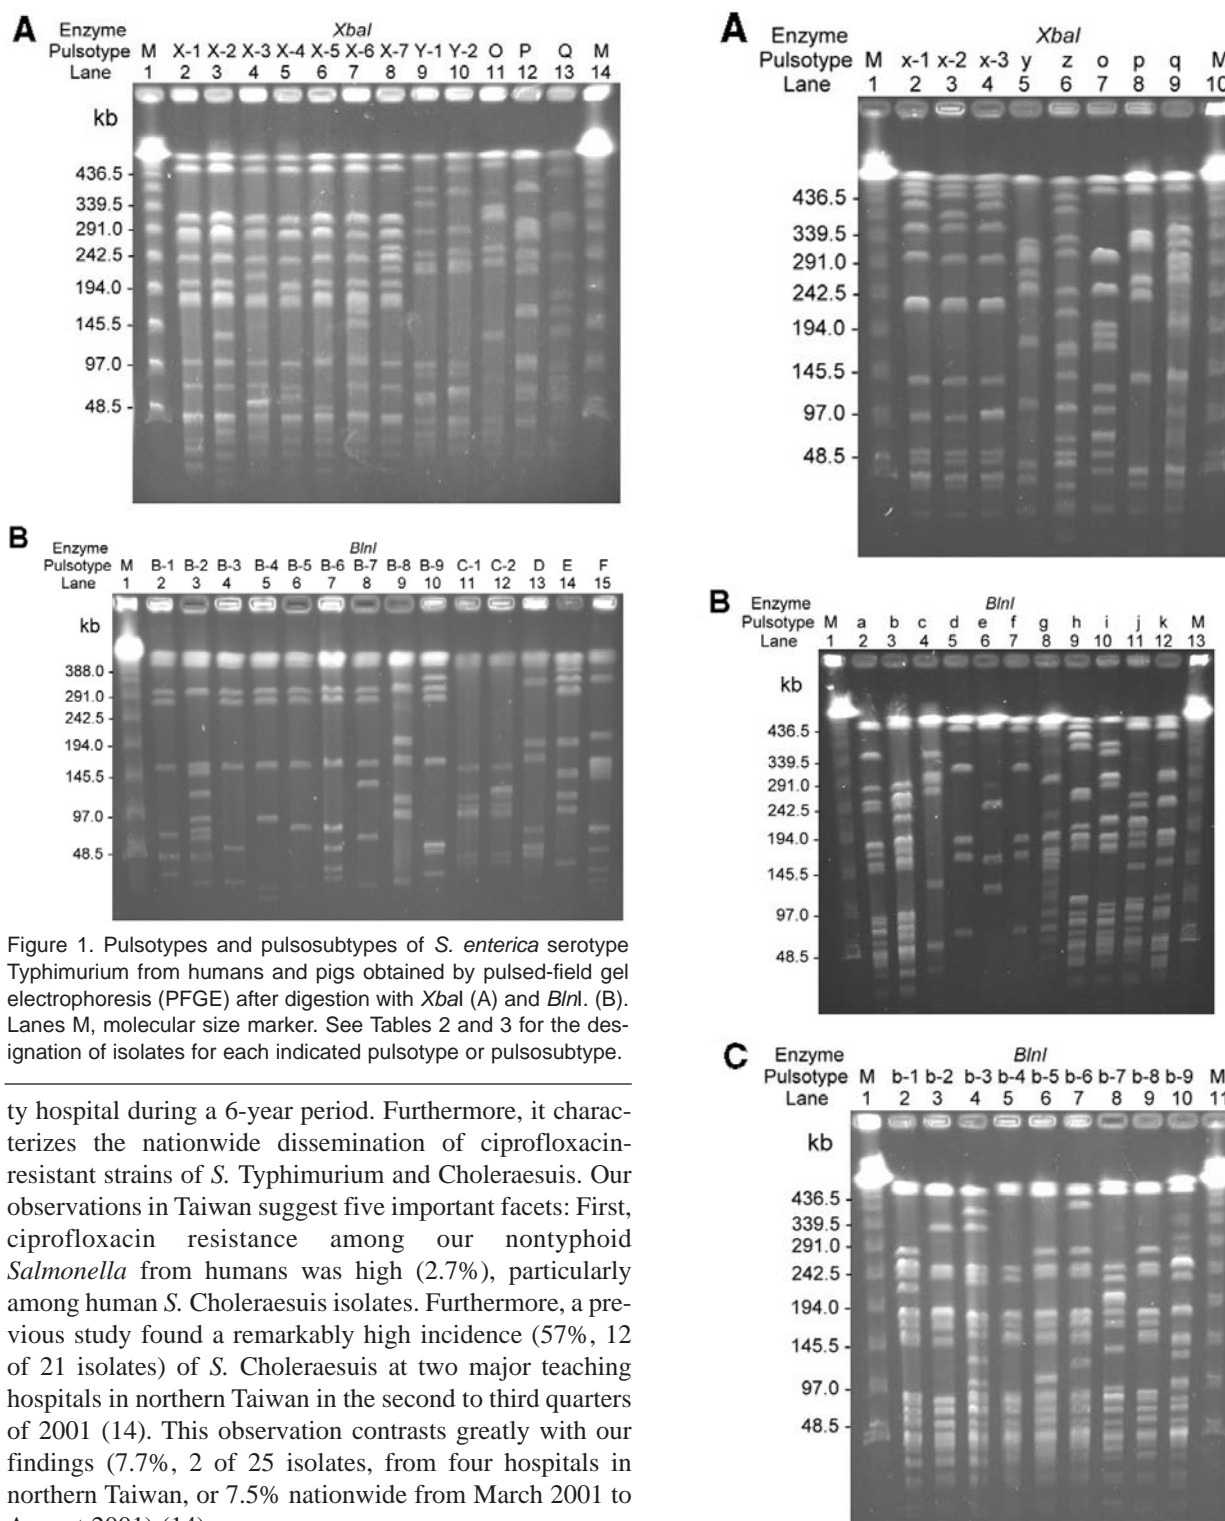 A
Enzyme XbaI
Pulsotype M X-1 X-2 X-3 X-4 X-5 X-6 X-7 Y-1 Y-2 O P Q M
Lane 1 2 3 4 5 6 7 8 9 10 11 12 13 14
kb
436.5
339.5
291.0
242.5
194.0
145.5
97.0
48.5
B
Enzyme BlnI
Pulsotype M B-1 B-2 B-3 B-4 B-5 B-6 B-7 B-8 B-9 C-1 C-2 D E F
Lane 1 2 3 4 5 6 7 8 9 10 11 12 13 14 15
kb
388.0
291.0
242.5
194.0
145.5
97.0
48.5
Figure 1. Pulsotypes and pulsosubtypes of S. enterica serotype
Typhimurium from humans and pigs obtained by pulsed-field gel
electrophoresis (PFGE) after digestion with XbaI (A) and BlnI. (B).
Lanes M, molecular size marker. See Tables 2 and 3 for the des-
ignation of isolates for each indicated pulsotype or pulsosubtype.
ty hospital during a 6-year period. Furthermore, it charac-
terizes the nationwide dissemination of ciprofloxacin-
resistant strains of S. Typhimurium and Choleraesuis. Our
observations in Taiwan suggest five important facets: First,
ciprofloxacin resistance among our nontyphoid
Salmonella from humans was high (2.7%), particularly
among human S. Choleraesuis isolates. Furthermore, a pre-
vious study found a remarkably high incidence (57%, 12
of 21 isolates) of S. Choleraesuis at two major teaching
hospitals in northern Taiwan in the second to third quarters
of 2001 (14). This observation contrasts greatly with our
findings (7.7%, 2 of 25 isolates, from four hospitals in
northern Taiwan, or 7.5% nationwide from March 2001 to
A
Enzyme XbaI
Pulsotype M x-1 x-2 x-3 y z o p q M
Lane 1 2 3 4 5 6 7 8 9 10
kb
436.5
339.5
291.0
242.5
194.0
145.5
97.0
48.5
B
Enzyme BlnI
Pulsotype M a b c d e f g h i j k M
Lane 1 2 3 4 5 6 7 8 9 10 11 12 13
kb
436.5
339.5
291.0
242.5
194.0
145.5
97.0
48.5
C
Enzyme BlnI
Pulsotype M b-1 b-2 b-3 b-4 b-5 b-6 b-7 b-8 b-9 M
Lane 1 2 3 4 5 6 7 8 9 10 11
kb
436.5
339.5
291.0
242.5
194.0
145.5
97.0
48.5